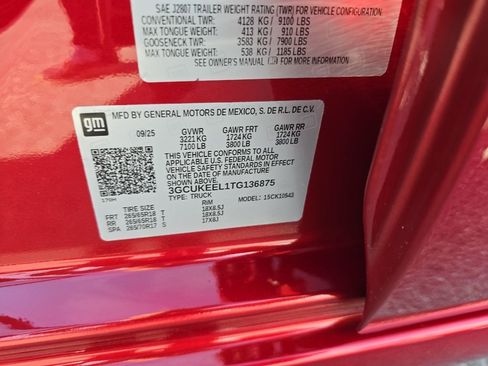 SAE J2807 TRAILER WEIGHT RATING (TWR) FOR VEHICLE CONFIGURATION
CONVENTIONAL TWR: 4128 KG / 9100 LBS
MAX TONGUE WEIGHT: 413 KG / 910 LBS
GOOSENECK TWR: 3583 KG / 7900 LBS
MAX TONGUE WEIGHT: 538 KG / 1185 LBS
SEE OWNER'S MANUAL FOR MORE INFORMATION
gm
MFD BY GENERAL MOTORS DE MEXICO, S. DE R.L. DE C.V.
09/25 GVWR GAWR FRT GAWR RR
3221 KG 1724 KG 1724 KG
7100 LB 3800 LB 3800 LB
THIS VEHICLE CONFORMS TO ALL
APPLICABLE U.S. FEDERAL MOTOR
VEHICLE SAFETY STANDARDS IN EFFECT
ON THE DATE OF MANUFACTURE SHOWN
ABOVE.
3GCUKEEL1TG136875
TYPE: TRUCK MODEL: 15CK10543
170H
TIRE SIZE RIM
FRT 265/65R18 T 18X8.5J
RR 265/65R18 T 18X8.5J
SPA 265/70R17 S 17X8J